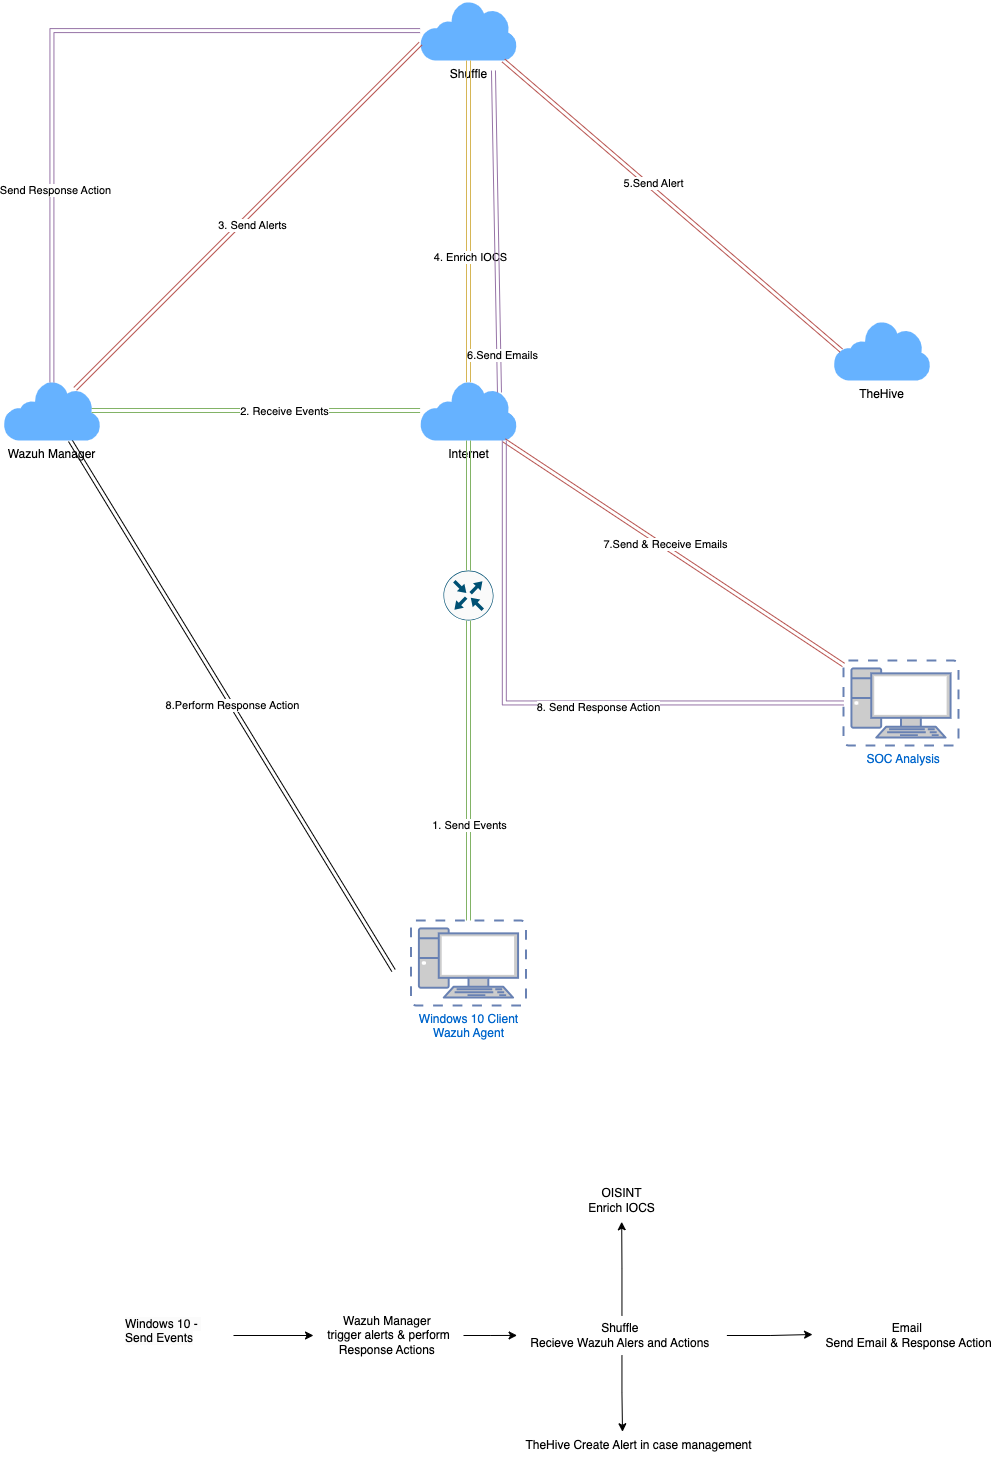 Shuffle
Send Response Action
5.Send Alert
3. Send Alerts
4. Enrich IOCS
6.Send Emails
TheHive
2. Receive Events
Wazuh Manager
Internet
7.Send & Receive Emails
8.Perform Response Action
8. Send Response Action
SOC Analysis
1. Send Events
Windows 10 Client
Wazuh Agent
OISINT
Enrich IOCS
Windows 10 -
Send Events
Wazuh Manager
trigger alerts & perform
Response Actions
Shuffle
Recieve Wazuh Alers and Actions
Email
Send Email & Response Action
TheHive Create Alert in case management